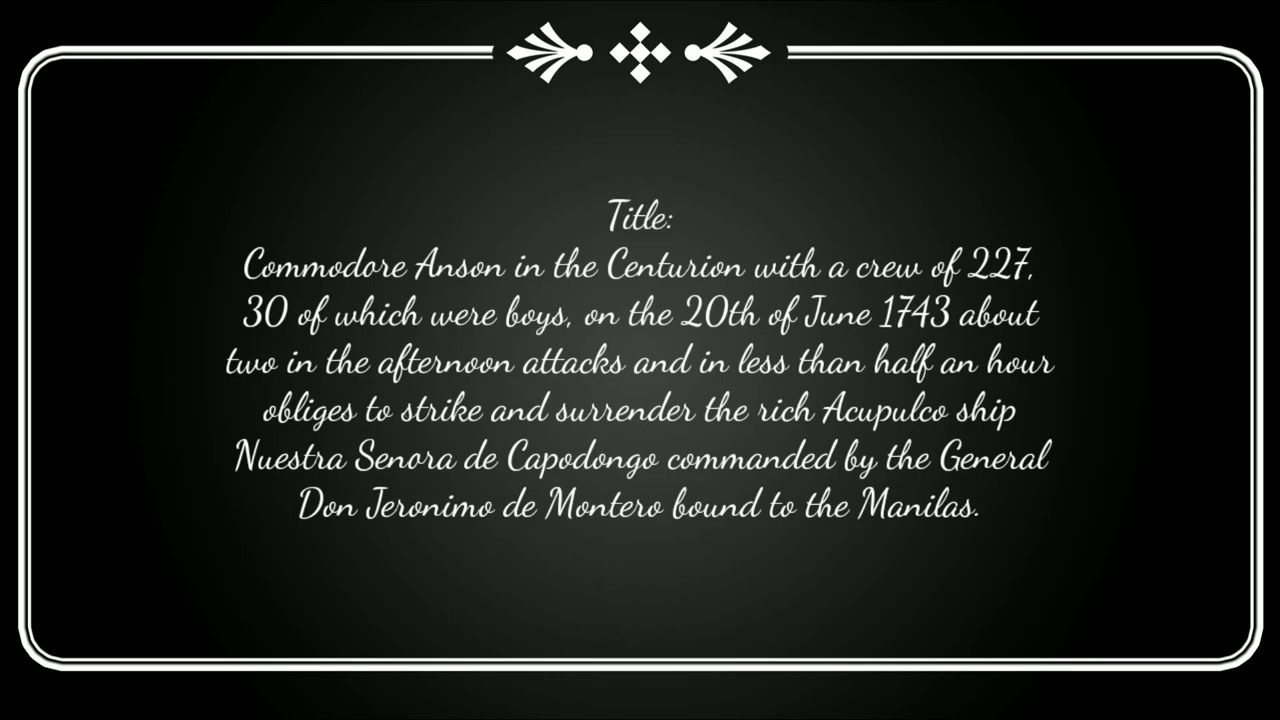 Title:
Commodore Anson in the Centurion with a crew of 227,
30 of which were boys, on the 20th of June 1743 about
two in the afternoon attacks and in less than half an hour
obliges to strike and surrender the rich Acupulco ship
Nuestra Senora de Capodongo commanded by the General
Don Jeronimo de Montero bound to the Manilas.